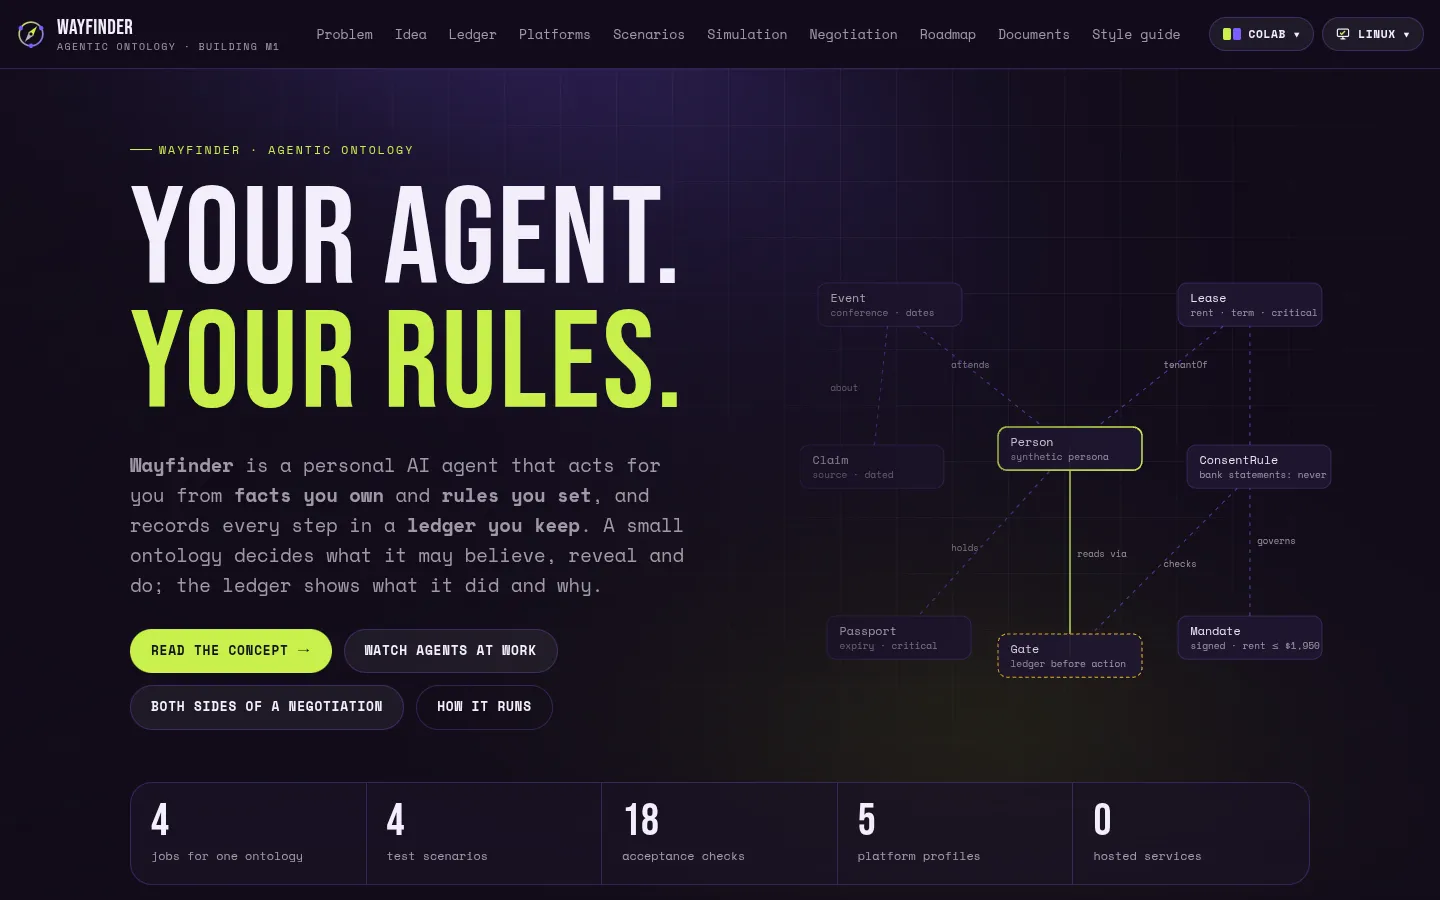 WAYFINDER
AGENTIC ONTOLOGY · BUILDING M1
Problem Idea Ledger Platforms Scenarios Simulation Negotiation Roadmap Documents Style guide
COLAB ▾
LINUX ▾
WAYFINDER · AGENTIC ONTOLOGY
YOUR AGENT.
YOUR RULES.
Wayfinder is a personal AI agent that acts for
you from facts you own and rules you set, and
records every step in a ledger you keep. A small
ontology decides what it may believe, reveal and
do; the ledger shows what it did and why.
READ THE CONCEPT →
WATCH AGENTS AT WORK
BOTH SIDES OF A NEGOTIATION
HOW IT RUNS
Event
conference · dates
Lease
rent · term · critical
attends
tenantOf
about
Person
synthetic persona
Claim
source · dated
ConsentRule
bank statements: never
holds
reads via
governs
checks
Passport
expiry · critical
Gate
ledger before action
Mandate
signed · rent ≤ $1,950
4
jobs for one ontology
4
test scenarios
18
acceptance checks
5
platform profiles
0
hosted services